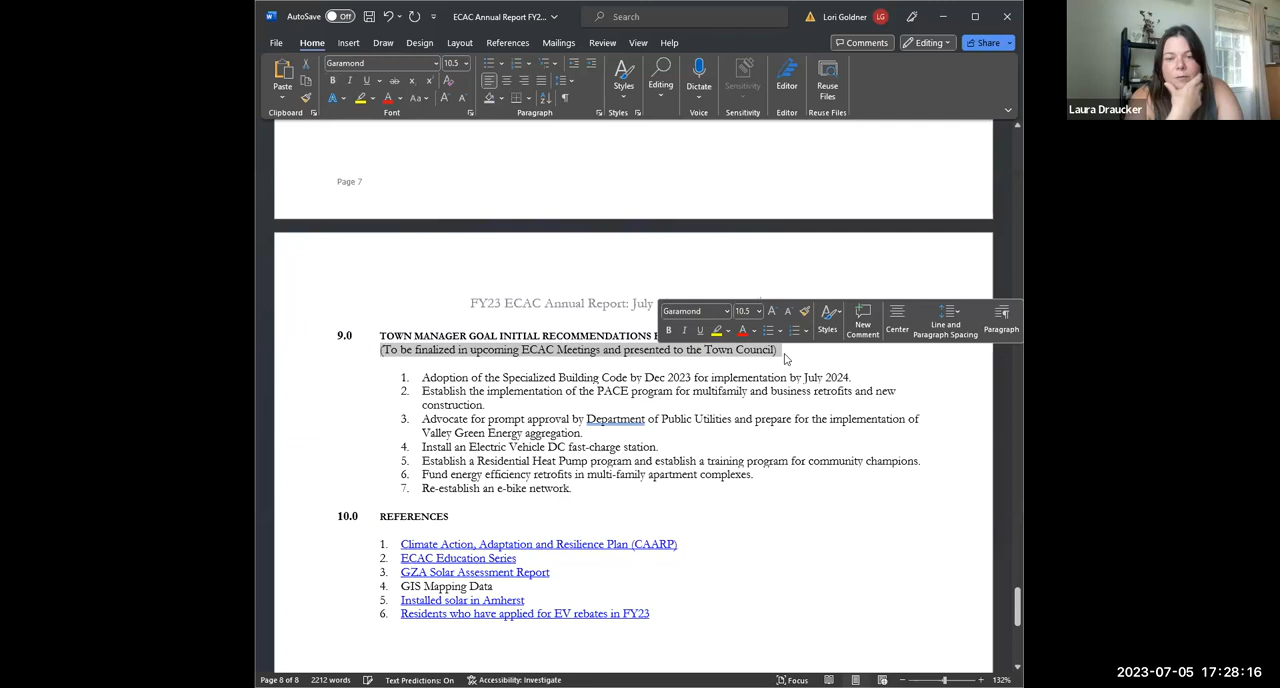 AutoSave Off ECAC Annual Report FY2... Search Lori Goldner LG
File Home Insert Draw Design Layout References Mailings Review View Help Comments Editing Share
Garamond 10.5
Paste Styles Editing Dictate Sensitivity Editor Reuse Files
Clipboard Font Paragraph Styles Voice Sensitivity Editor Reuse Files
Laura Draucker
Page 7
FY23 ECAC Annual Report: July
Garamond 10.5 Styles New Comment Center Line and Paragraph Spacing Paragraph
9.0 TOWN MANAGER GOAL INITIAL RECOMMENDATIONS
(To be finalized in upcoming ECAC Meetings and presented to the Town Council)
1. Adoption of the Specialized Building Code by Dec 2023 for implementation by July 2024.
2. Establish the implementation of the PACE program for multifamily and business retrofits and new
construction.
3. Advocate for prompt approval by Department of Public Utilities and prepare for the implementation of
Valley Green Energy aggregation.
4. Install an Electric Vehicle DC fast-charge station.
5. Establish a Residential Heat Pump program and establish a training program for community champions.
6. Fund energy efficiency retrofits in multi-family apartment complexes.
7. Re-establish an e-bike network.
10.0 REFERENCES
1. Climate Action, Adaptation and Resilience Plan (CAARP)
2. ECAC Education Series
3. GZA Solar Assessment Report
4. GIS Mapping Data
5. Installed solar in Amherst
6. Residents who have applied for EV rebates in FY23
Page 8 of 8 2212 words Text Predictions: On Accessibility: Investigate Focus 132%
2023-07-05 17:28:16